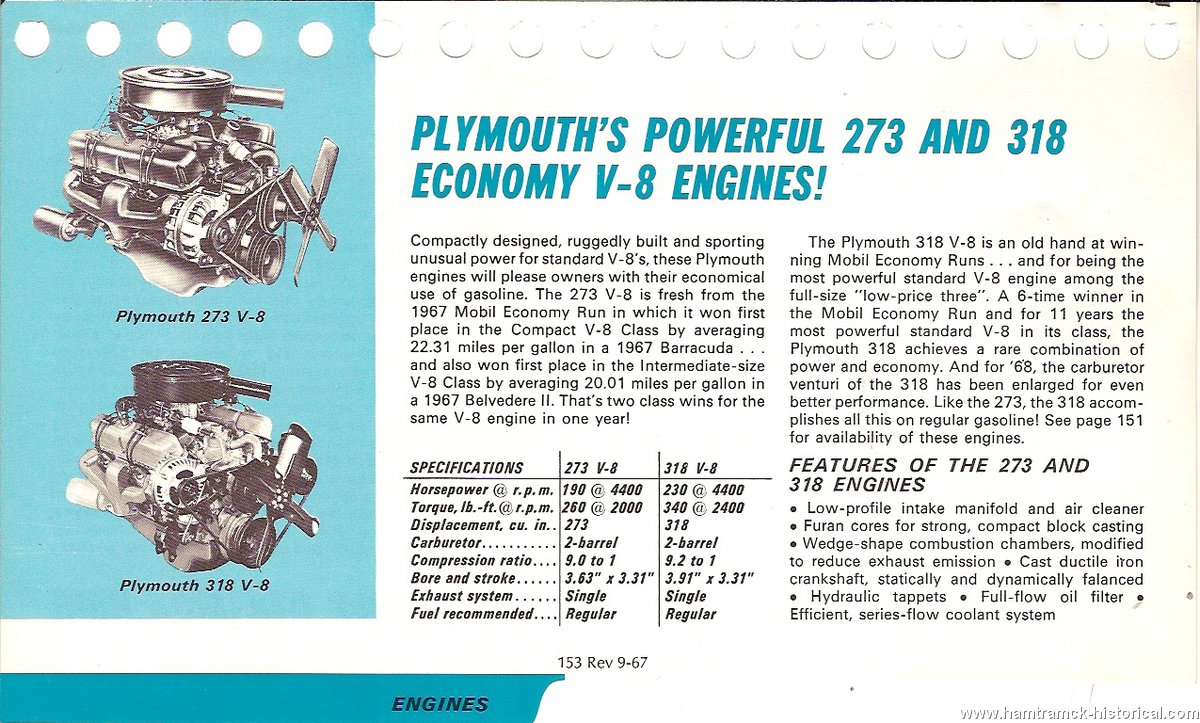 PLYMOUTH'S POWERFUL 273 AND 318
ECONOMY V-8 ENGINES!
Plymouth 273 V-8
Plymouth 318 V-8
Compactly designed, ruggedly built and sporting
unusual power for standard V-8's, these Plymouth
engines will please owners with their economical
use of gasoline. The 273 V-8 is fresh from the
1967 Mobil Economy Run in which it won first
place in the Compact V-8 Class by averaging
22.31 miles per gallon in a 1967 Barracuda . . .
and also won first place in the Intermediate-size
V-8 Class by averaging 20.01 miles per gallon in
a 1967 Belvedere II. That's two class wins for the
same V-8 engine in one year!
SPECIFICATIONS 273 V-8 318 V-8
Horsepower @ r.p.m. 190 @ 4400 230 @ 4400
Torque, lb.-ft. @ r.p.m. 260 @ 2000 340 @ 2400
Displacement, cu. in.. 273 318
Carburetor........... 2-barrel 2-barrel
Compression ratio.... 9.0 to 1 9.2 to 1
Bore and stroke...... 3.63" x 3.31" 3.91" x 3.31"
Exhaust system...... Single Single
Fuel recommended.... Regular Regular
The Plymouth 318 V-8 is an old hand at win-
ning Mobil Economy Runs . . . and for being the
most powerful standard V-8 engine among the
full-size "low-price three". A 6-time winner in
the Mobil Economy Run and for 11 years the
most powerful standard V-8 in its class, the
Plymouth 318 achieves a rare combination of
power and economy. And for '68, the carburetor
venturi of the 318 has been enlarged for even
better performance. Like the 273, the 318 accom-
plishes all this on regular gasoline! See page 151
for availability of these engines.
FEATURES OF THE 273 AND
318 ENGINES
• Low-profile intake manifold and air cleaner
• Furan cores for strong, compact block casting
• Wedge-shape combustion chambers, modified
to reduce exhaust emission • Cast ductile iron
crankshaft, statically and dynamically falanced
• Hydraulic tappets • Full-flow oil filter •
Efficient, series-flow coolant system
153 Rev 9-67
ENGINES
www.hamtramck-historical.com